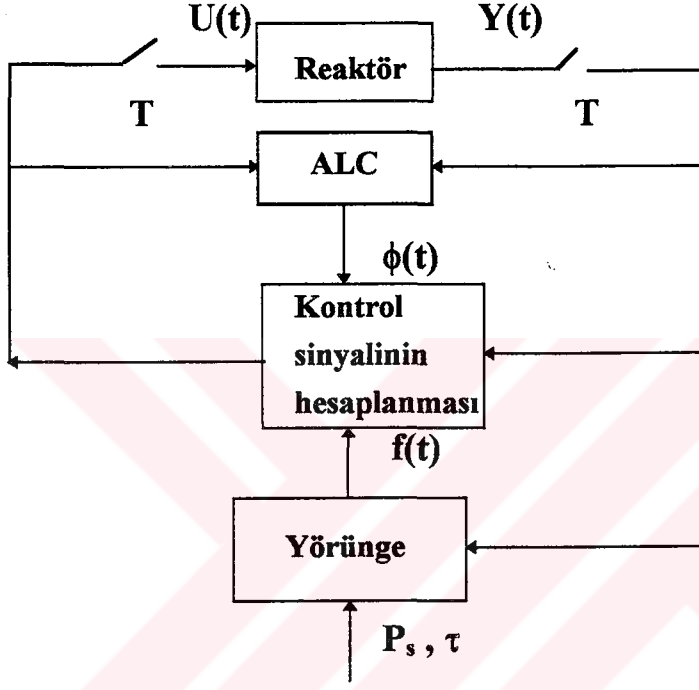 U(t)
Y(t)
Reaktör
T
T
ALC
ϕ(t)
Kontrol
sinyalinin
hesaplanması
f(t)
Yörünge
Pₛ , τ